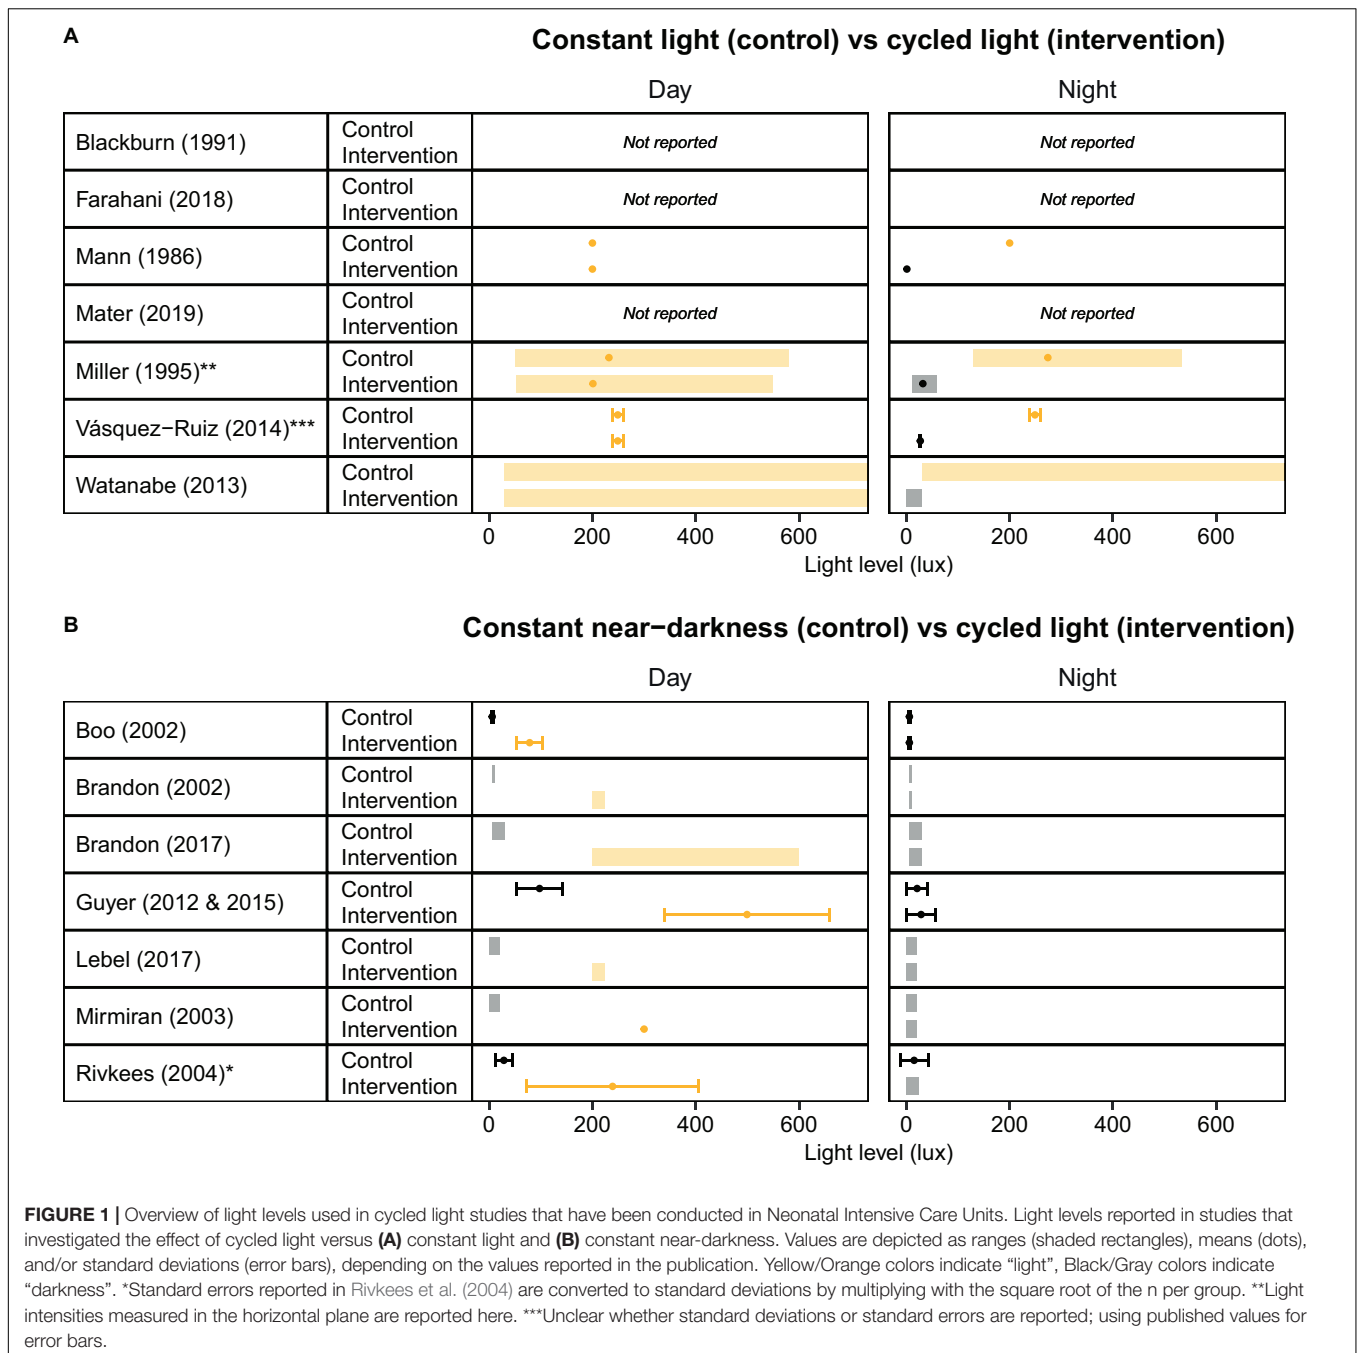 A
Constant light (control) vs cycled light (intervention)
Day
Night
Blackburn (1991)
Control
Intervention
Not reported
Not reported
Farahani (2018)
Control
Intervention
Not reported
Not reported
Mann (1986)
Control
Intervention
Mater (2019)
Control
Intervention
Not reported
Not reported
Miller (1995)**
Control
Intervention
Vásquez−Ruiz (2014)***
Control
Intervention
Watanabe (2013)
Control
Intervention
0 200 400 600
0 200 400 600
Light level (lux)
B
Constant near−darkness (control) vs cycled light (intervention)
Day
Night
Boo (2002)
Control
Intervention
Brandon (2002)
Control
Intervention
Brandon (2017)
Control
Intervention
Guyer (2012 & 2015)
Control
Intervention
Lebel (2017)
Control
Intervention
Mirmiran (2003)
Control
Intervention
Rivkees (2004)*
Control
Intervention
0 200 400 600
0 200 400 600
Light level (lux)
FIGURE 1 | Overview of light levels used in cycled light studies that have been conducted in Neonatal Intensive Care Units. Light levels reported in studies that
investigated the effect of cycled light versus (A) constant light and (B) constant near-darkness. Values are depicted as ranges (shaded rectangles), means (dots),
and/or standard deviations (error bars), depending on the values reported in the publication. Yellow/Orange colors indicate “light”, Black/Gray colors indicate
“darkness”. *Standard errors reported in Rivkees et al. (2004) are converted to standard deviations by multiplying with the square root of the n per group. **Light
intensities measured in the horizontal plane are reported here. ***Unclear whether standard deviations or standard errors are reported; using published values for
error bars.